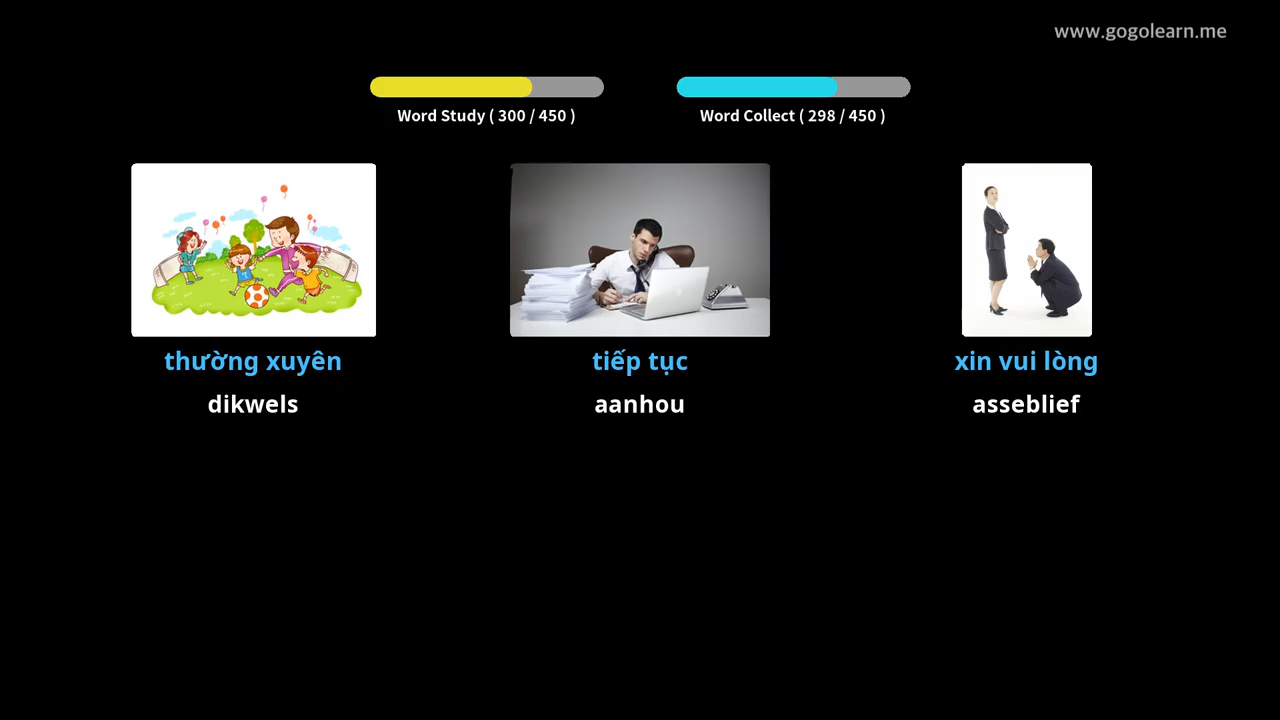 www.gogolearn.me
Word Study ( 300 / 450 )
Word Collect ( 298 / 450 )
thường xuyên
tiếp tục
xin vui lòng
dikwels
aanhou
asseblief